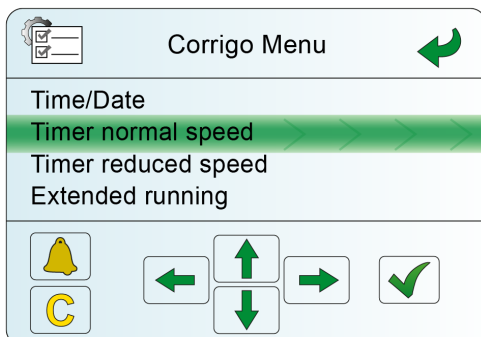 Corrigo Menu
Time/Date
Timer normal speed
Timer reduced speed
Extended running
C